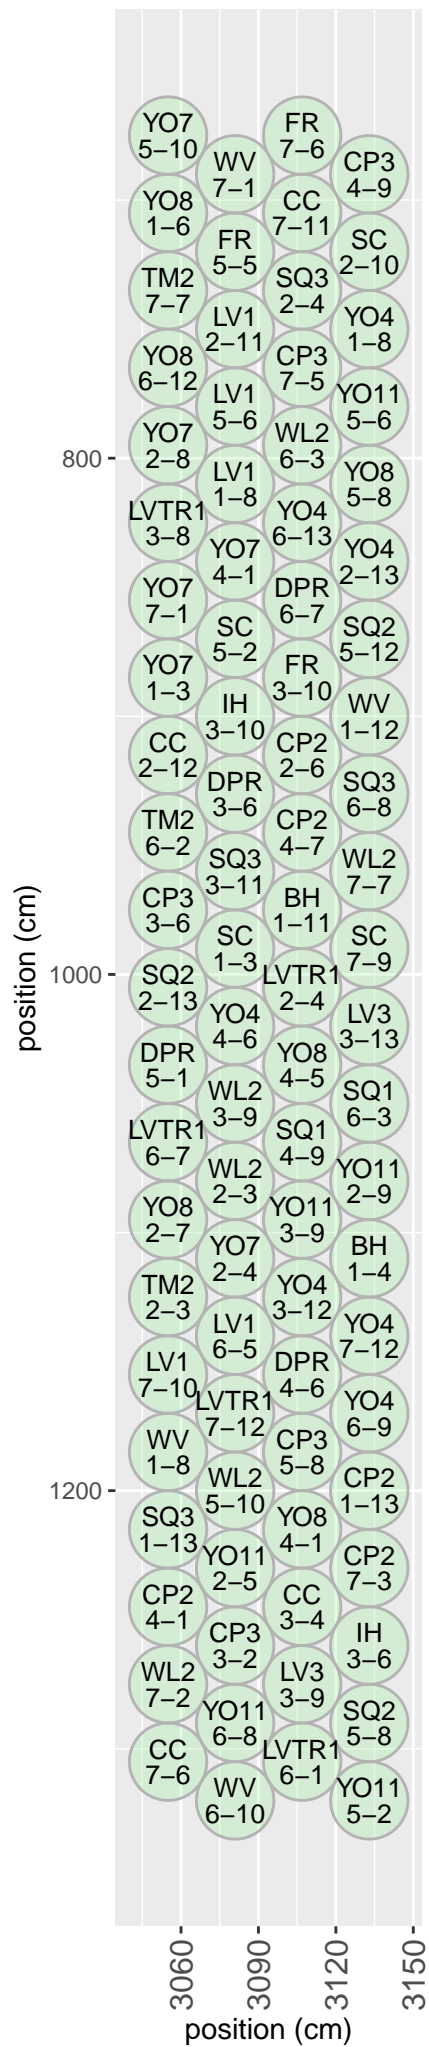 YO7
5−10
FR
7−6
WV
7−1
CP3
4−9
YO8
1−6
CC
7−11
FR
5−5
SC
2−10
TM2
7−7
SQ3
2−4
LV1
2−11
YO4
1−8
YO8
6−12
CP3
7−5
LV1
5−6
YO11
5−6
YO7
2−8
WL2
6−3
800
LV1
1−8
YO8
5−8
LVTR1
3−8
YO4
6−13
YO7
4−1
YO4
2−13
YO7
7−1
DPR
6−7
SC
5−2
SQ2
5−12
YO7
1−3
FR
3−10
IH
3−10
WV
1−12
CC
2−12
CP2
2−6
DPR
3−6
SQ3
6−8
TM2
6−2
CP2
4−7
SQ3
3−11
WL2
7−7
CP3
3−6
BH
1−11
SC
1−3
SC
7−9
position (cm)
1000
SQ2
2−13
LVTR1
2−4
YO4
4−6
LV3
3−13
DPR
5−1
YO8
4−5
WL2
3−9
SQ1
6−3
LVTR1
6−7
SQ1
4−9
WL2
2−3
YO11
2−9
YO8
2−7
YO11
3−9
YO7
2−4
BH
1−4
TM2
2−3
YO4
3−12
LV1
6−5
YO4
7−12
LV1
7−10
DPR
4−6
LVTR1
7−12
YO4
6−9
WV
1−8
CP3
5−8
WL2
5−10
CP2
1−13
1200
SQ3
1−13
YO8
4−1
YO11
2−5
CP2
7−3
CP2
4−1
CC
3−4
CP3
3−2
IH
3−6
WL2
7−2
LV3
3−9
YO11
6−8
SQ2
5−8
CC
7−6
LVTR1
6−1
WV
6−10
YO11
5−2
3060
3090
3120
3150
position (cm)